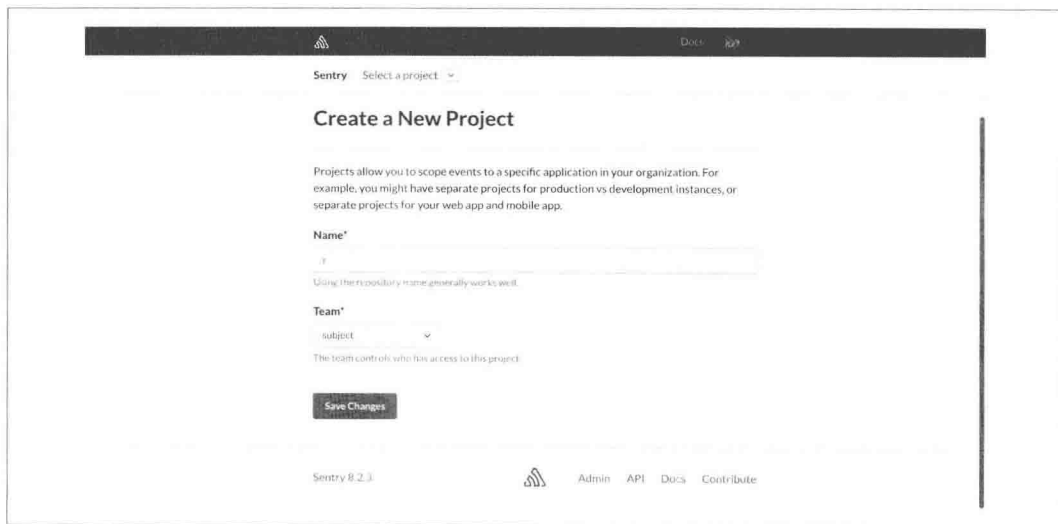 Docs
Sentry Select a project
Create a New Project
Projects allow you to scope events to a specific application in your organization. For
example, you might have separate projects for production vs development instances, or
separate projects for your web app and mobile app.
Name*
Using the repository name generally works well.
Team*
subject
The team controls who has access to this project.
Save Changes
Sentry 8.2.3 Admin API Docs Contribute